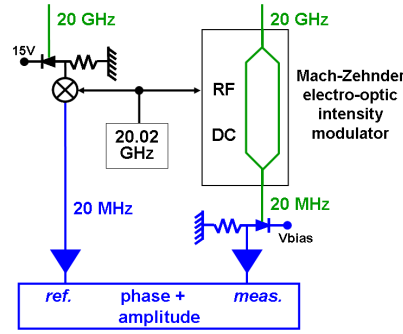 20 GHz
20 GHz
15V
RF
DC
Mach-Zehnder
electro-optic
intensity
modulator
20.02
GHz
20 MHz
20 MHz
Vbias
ref.
phase +
amplitude
meas.